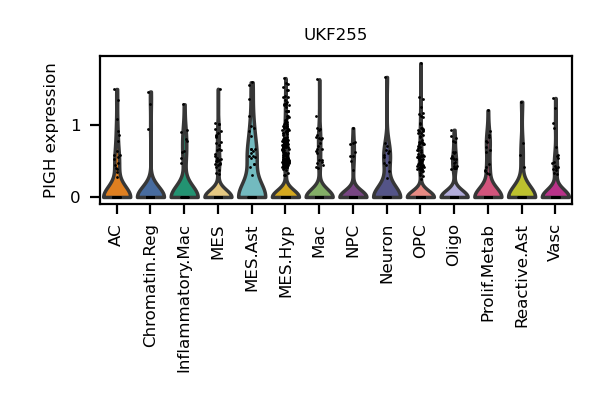 UKF255
PIGH expression
1
0
AC
Chromatin.Reg
Inflammatory.Mac
MES
MES.Ast
MES.Hyp
Mac
NPC
Neuron
OPC
Oligo
Prolif.Metab
Reactive.Ast
Vasc